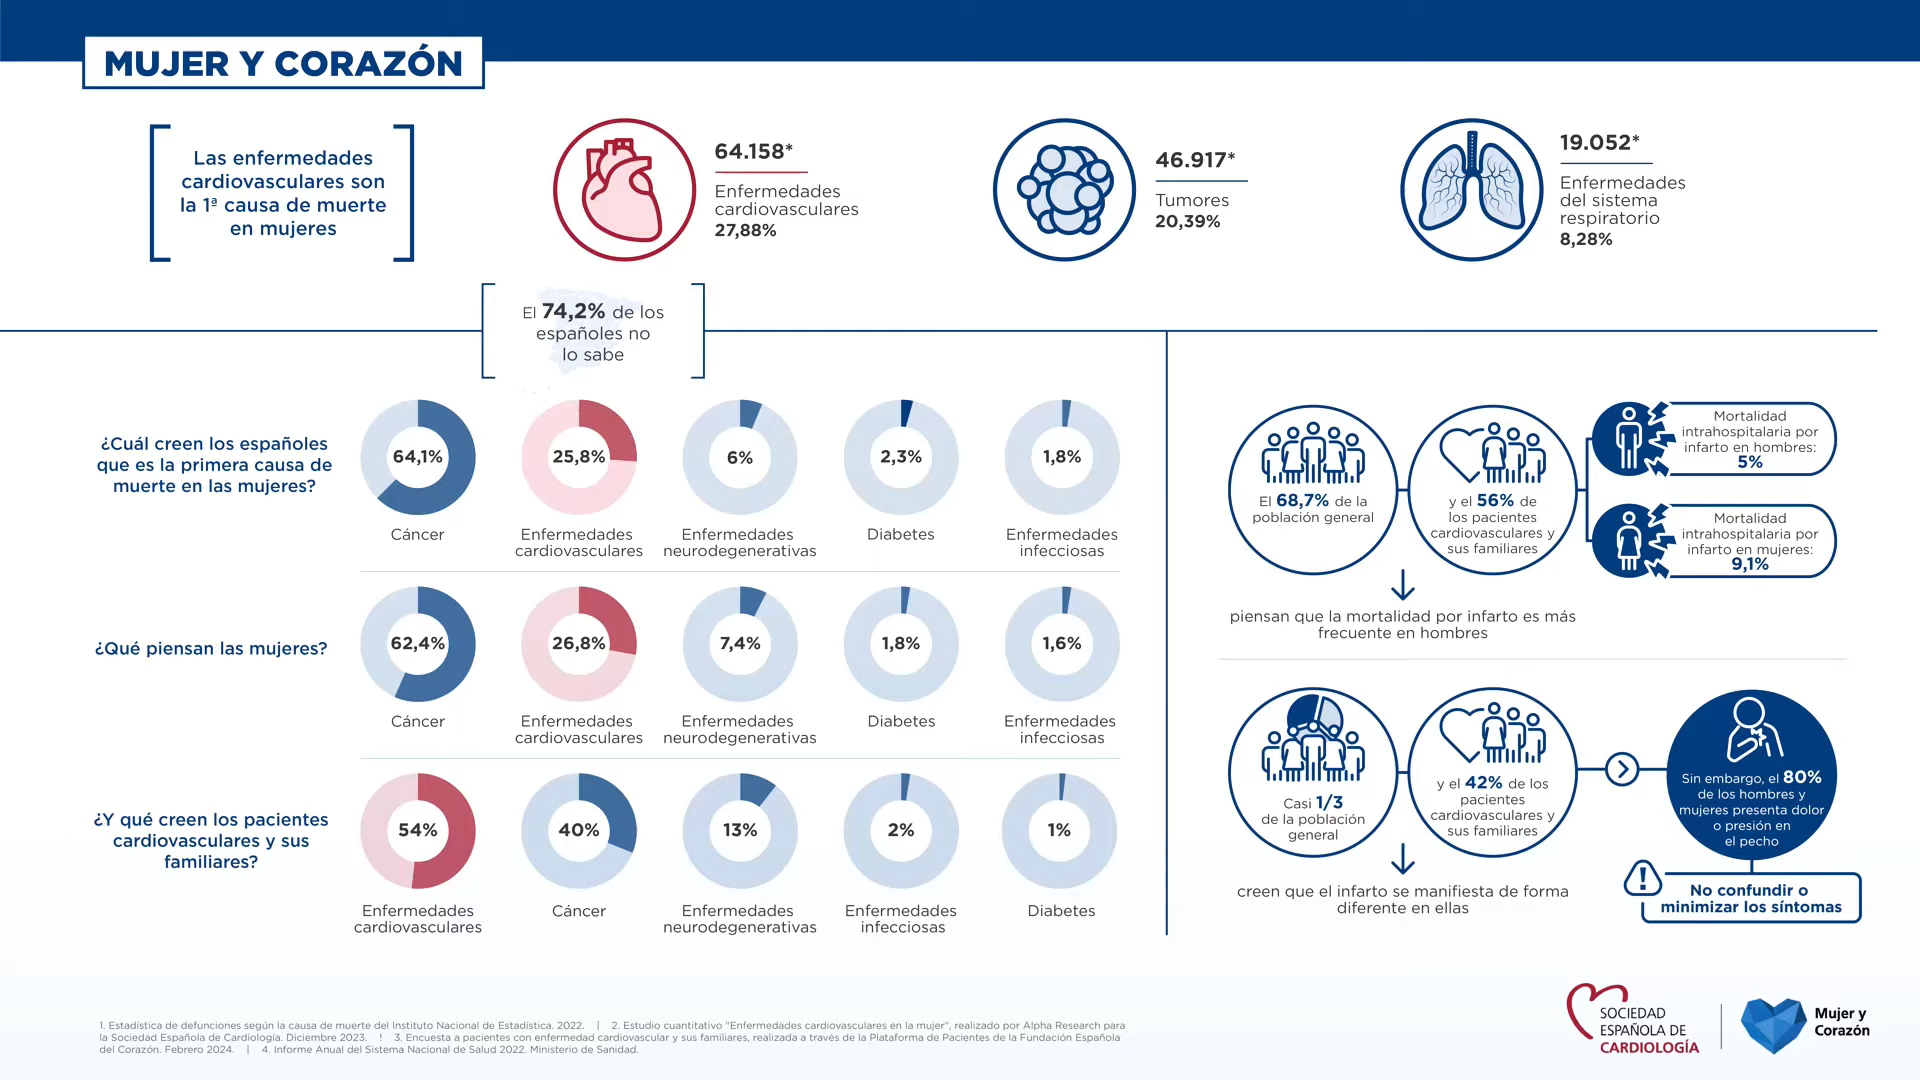 MUJER Y CORAZÓN
Las enfermedades
cardiovasculares son
la 1ª causa de muerte
en mujeres
64.158*
Enfermedades
cardiovasculares
27,88%
46.917*
Tumores
20,39%
19.052*
Enfermedades
del sistema
respiratorio
8,28%
El 74,2% de los
españoles no
lo sabe
¿Cuál creen los españoles
que es la primera causa de
muerte en las mujeres?
64,1%
Cáncer
25,8%
Enfermedades
cardiovasculares
6%
Enfermedades
neurodegenerativas
2,3%
Diabetes
1,8%
Enfermedades
infecciosas
¿Qué piensan las mujeres?
62,4%
Cáncer
26,8%
Enfermedades
cardiovasculares
7,4%
Enfermedades
neurodegenerativas
1,8%
Diabetes
1,6%
Enfermedades
infecciosas
¿Y qué creen los pacientes
cardiovasculares y sus
familiares?
54%
Enfermedades
cardiovasculares
40%
Cáncer
13%
Enfermedades
neurodegenerativas
2%
Enfermedades
infecciosas
1%
Diabetes
El 68,7% de la
población general
y el 56% de
los pacientes
cardiovasculares y
sus familiares
Mortalidad
intrahospitalaria por
infarto en hombres:
5%
Mortalidad
intrahospitalaria por
infarto en mujeres:
9,1%
piensan que la mortalidad por infarto es más
frecuente en hombres
Casi 1/3
de la población
general
y el 42% de los
pacientes
cardiovasculares y
sus familiares
Sin embargo, el 80%
de los hombres y
mujeres presenta dolor
o presión en
el pecho
creen que el infarto se manifiesta de forma
diferente en ellas
!
No confundir o
minimizar los síntomas
1. Estadística de defunciones según la causa de muerte del Instituto Nacional de Estadística. 2022. | 2. Estudio cuantitativo "Enfermedades cardiovasculares en la mujer", realizado por Alpha Research para
la Sociedad Española de Cardiología. Diciembre 2023. | 3. Encuesta a pacientes con enfermedad cardiovascular y sus familiares, realizada a través de la Plataforma de Pacientes de la Fundación Española
del Corazón. Febrero 2024. | 4. Informe Anual del Sistema Nacional de Salud 2022. Ministerio de Sanidad.
SOCIEDAD
ESPAÑOLA DE
CARDIOLOGÍA
Mujer y
Corazón